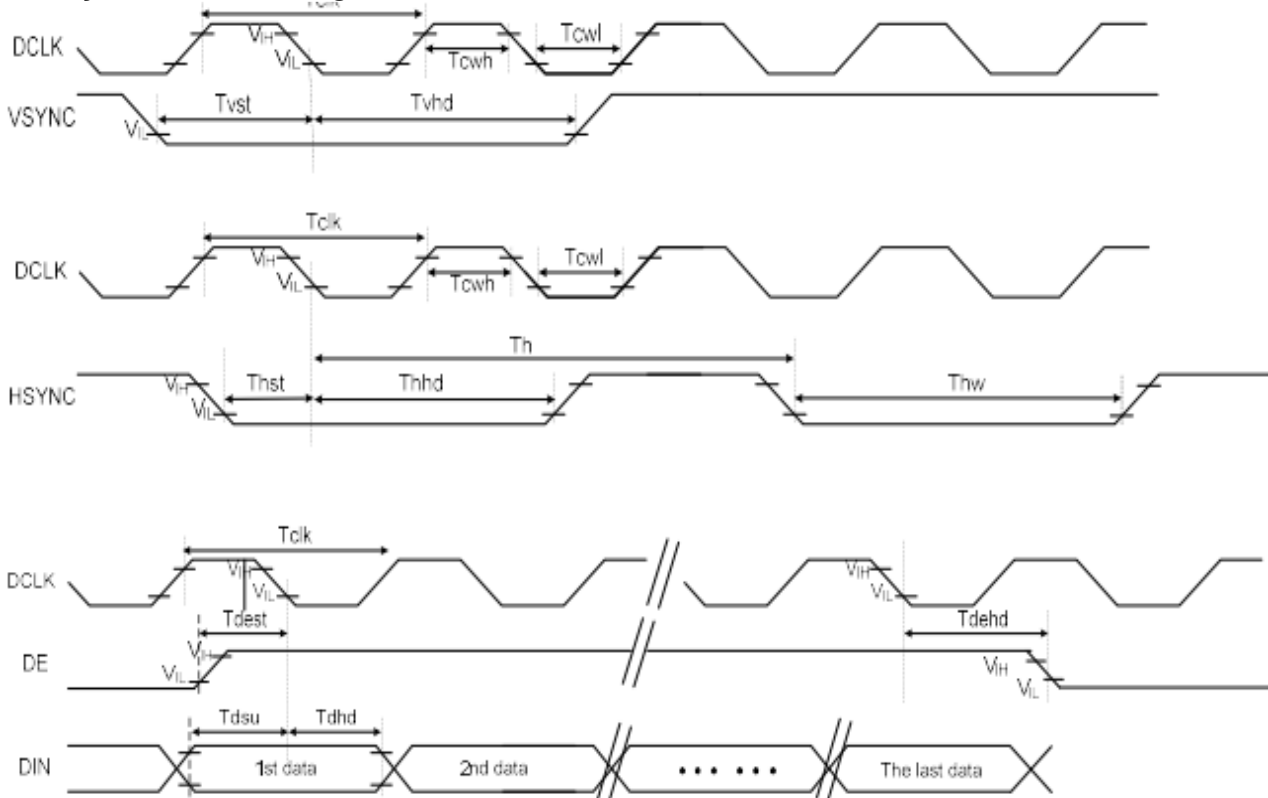 Tclk
VIH
DCLK
Tcwl
VIL
Tcwh
Tvst
Tvhd
VSYNC
VIL
Tclk
VIH
DCLK
Tcwl
VIL
Tcwh
Th
VIH
Thst
Thhd
Thw
HSYNC
VIL
Tclk
VIH
VIH
DCLK
VIL
VIL
Tdest
Tdehd
VIH
DE
VIH
VIL
VIL
Tdsu
Tdhd
DIN
1st data
2nd data
• • • • • • •
The last data